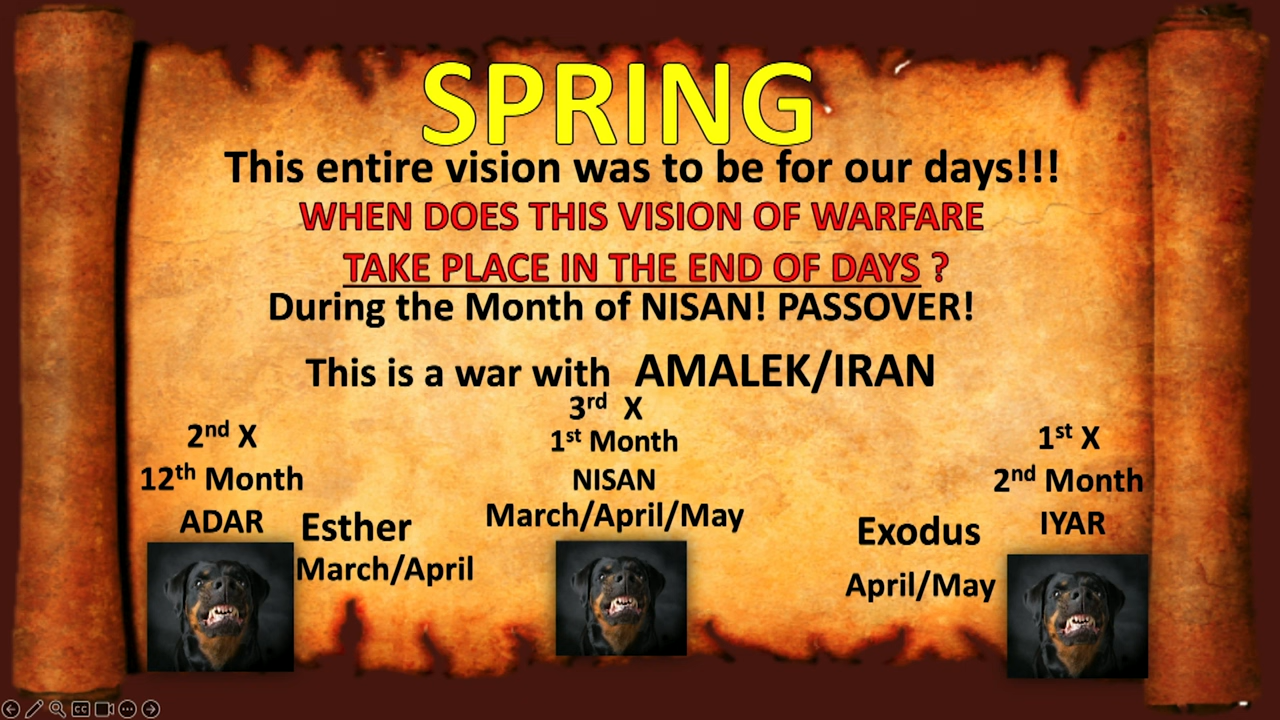 SPRING
This entire vision was to be for our days!!!
WHEN DOES THIS VISION OF WARFARE
TAKE PLACE IN THE END OF DAYS ?
During the Month of NISAN! PASSOVER!
This is a war with AMALEK/IRAN
2nd X
12th Month
ADAR
Esther
March/April
3rd X
1st Month
NISAN
March/April/May
1st X
2nd Month
IYAR
Exodus
April/May
CC